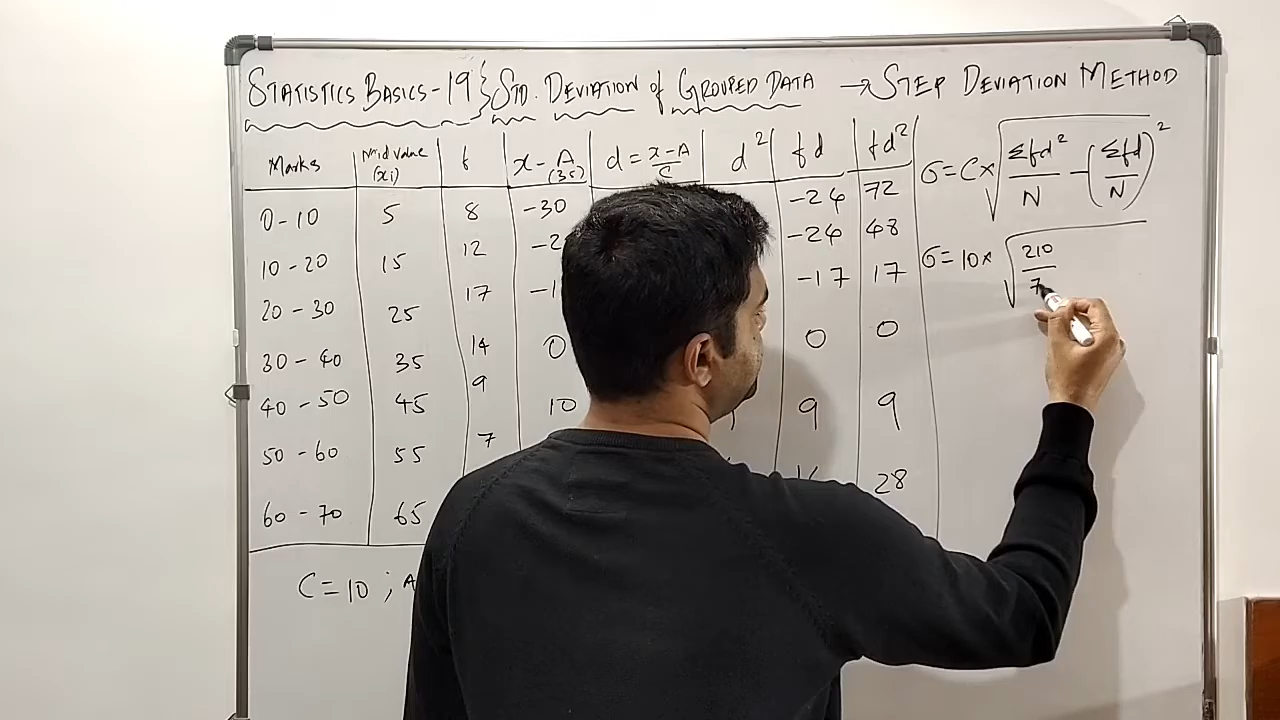 STATISTICS BASICS - 19 } STD. DEVIATION of GROUPED DATA → STEP DEVIATION METHOD
Marks Mid value (xi) f x - A (35) d = x-A/C d² fd fd²
0-10 5 8 -30 -24 72
10-20 15 12 -2 -24 48
20-30 25 17 -1 -17 17
30-40 35 14 0 0 0
40-50 45 9 10 9 9
50-60 55 7 28
60-70 65
C = 10 ; A
σ = C × √ Σfd²/N - (Σfd/N)²
σ = 10 × √ 210/7